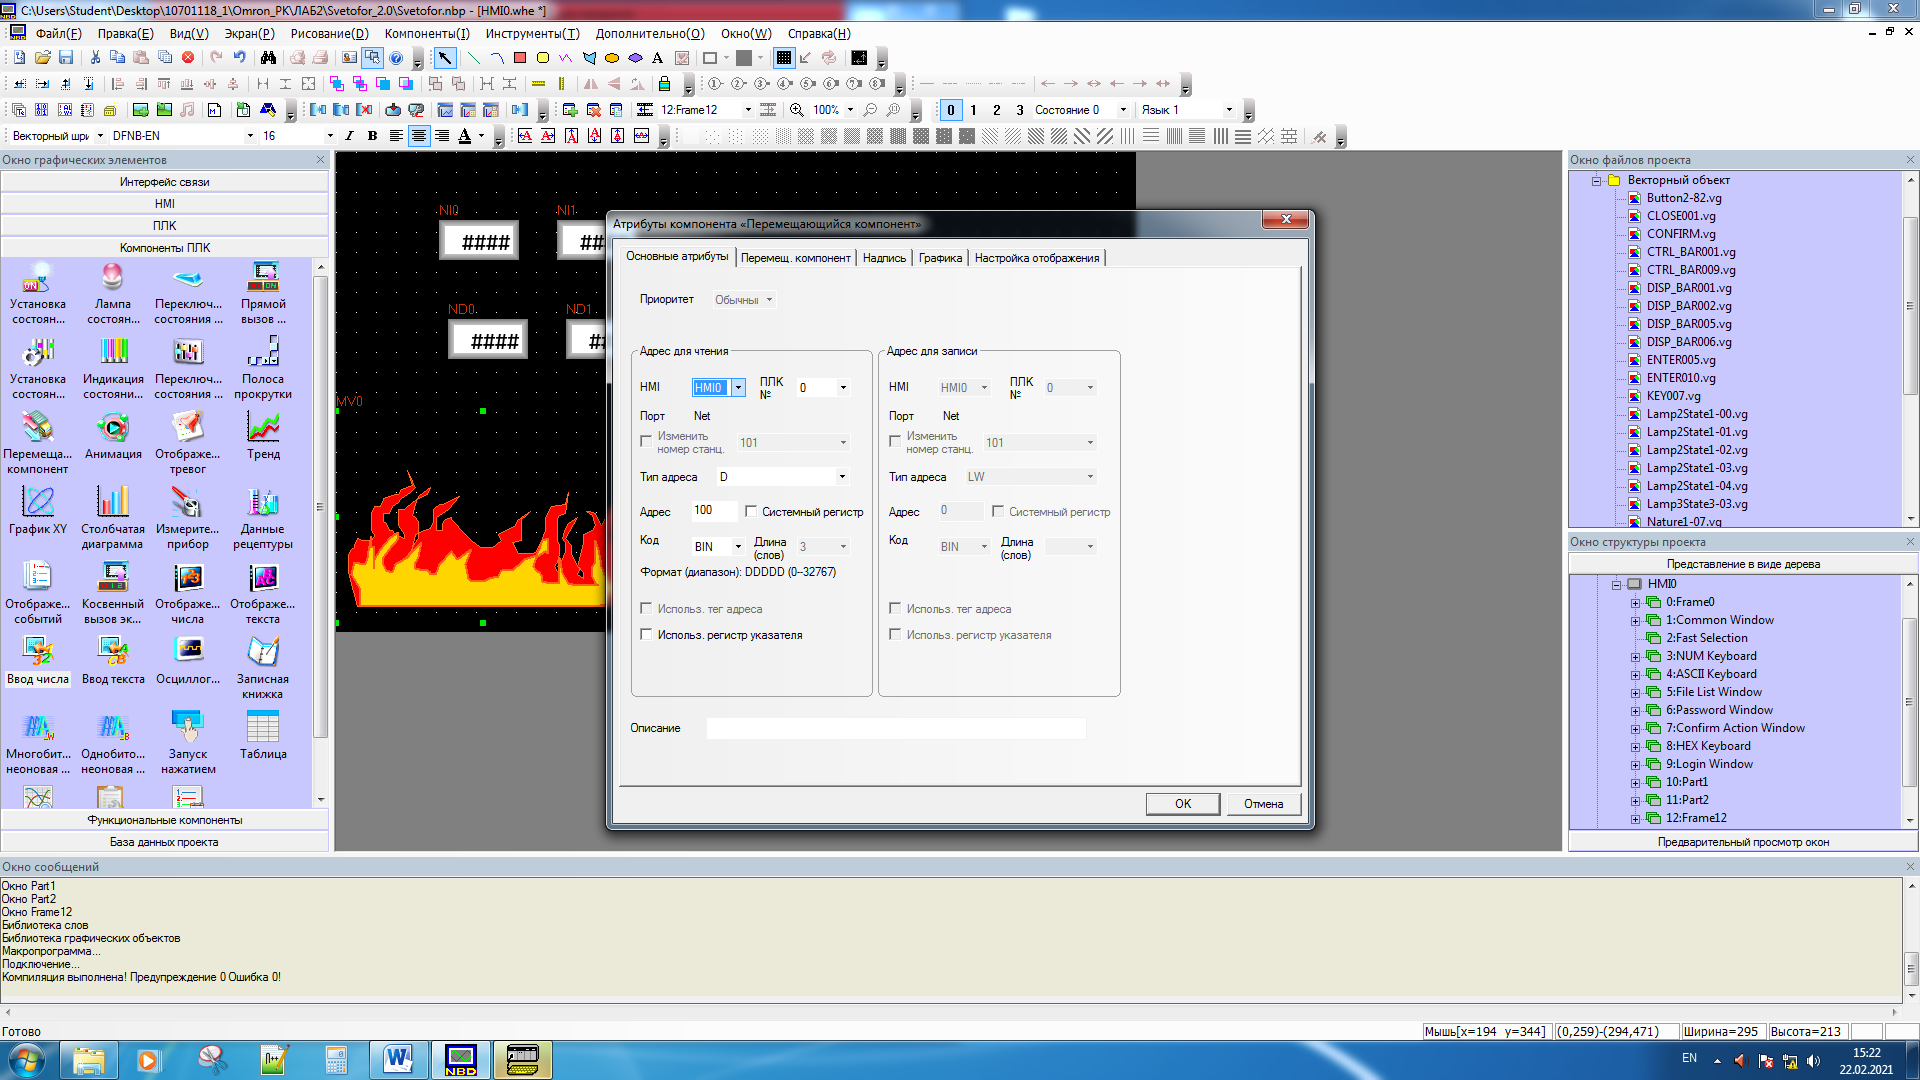 C:\Users\Student\Desktop\10701118_1\Omron_PK\ЛАБ2\Svetofor_2.0\Svetofor.nbp - [HMI0.whe *]
Файл(F) Правка(E) Вид(V) Экран(P) Рисование(D) Компоненты(I) Инструменты(T) Дополнительно(O) Окно(W) Справка(H)
12:Frame12 100% 0 1 2 3 Состояние 0 Язык 1
Векторный шри DFNB-EN 16 I B A
Окно графических элементов
Интерфейс связи
HMI
ПЛК
Компоненты ПЛК
Установка состоян...
Лампа состоян...
Переключ... состояния ...
Прямой вызов ...
Установка состоян...
Индикация состояни...
Переключ... состояния ...
Полоса прокрутки
Перемеща... компонент
Анимация
Отображе... тревог
Тренд
График XY
Столбчатая диаграмма
Измерите... прибор
Данные рецептуры
Отображе... событий
Косвенный вызов эк...
Отображе... числа
Отображе... текста
Ввод числа
Ввод текста
Осциллог...
Записная книжка
Многобит... неоновая ...
Однобито... неоновая ...
Запуск нажатием
Таблица
Функциональные компоненты
База данных проекта
NI0
####
NI1
##
ND0
####
ND1
##
MV0
Атрибуты компонента «Перемещающийся компонент»
Основные атрибуты Перемещ. компонент Надпись Графика Настройка отображения
Приоритет Обычны
Адрес для чтения
HMI HMI0 ПЛК № 0
Порт Net
Изменить номер станц. 101
Тип адреса D
Адрес 100 Системный регистр
Код BIN Длина (слов) 3
Формат (диапазон): DDDDD (0--32767)
Использ. тег адреса
Использ. регистр указателя
Адрес для записи
HMI HMI0 ПЛК № 0
Порт Net
Изменить номер станц. 101
Тип адреса LW
Адрес 0 Системный регистр
Код BIN Длина (слов)
Использ. тег адреса
Использ. регистр указателя
Описание
OK Отмена
Окно файлов проекта
Векторный объект
Button2-82.vg
CLOSE001.vg
CONFIRM.vg
CTRL_BAR001.vg
CTRL_BAR009.vg
DISP_BAR001.vg
DISP_BAR002.vg
DISP_BAR005.vg
DISP_BAR006.vg
ENTER005.vg
ENTER010.vg
KEY007.vg
Lamp2State1-00.vg
Lamp2State1-01.vg
Lamp2State1-02.vg
Lamp2State1-03.vg
Lamp2State1-04.vg
Lamp3State3-03.vg
Nature1-07.vg
Окно структуры проекта
Представление в виде дерева
HMI0
0:Frame0
1:Common Window
2:Fast Selection
3:NUM Keyboard
4:ASCII Keyboard
5:File List Window
6:Password Window
7:Confirm Action Window
8:HEX Keyboard
9:Login Window
10:Part1
11:Part2
12:Frame12
Предварительный просмотр окон
Окно сообщений
Окно Part1
Окно Part2
Окно Frame12
Библиотека слов
Библиотека графических объектов
Макропрограмма...
Подключение...
Компиляция выполнена! Предупреждение 0 Ошибка 0!
Готово
Мышь[x=194 y=344] (0,259)-(294,471) Ширина=295 Высота=213
NBD
EN
15:22
22.02.2021